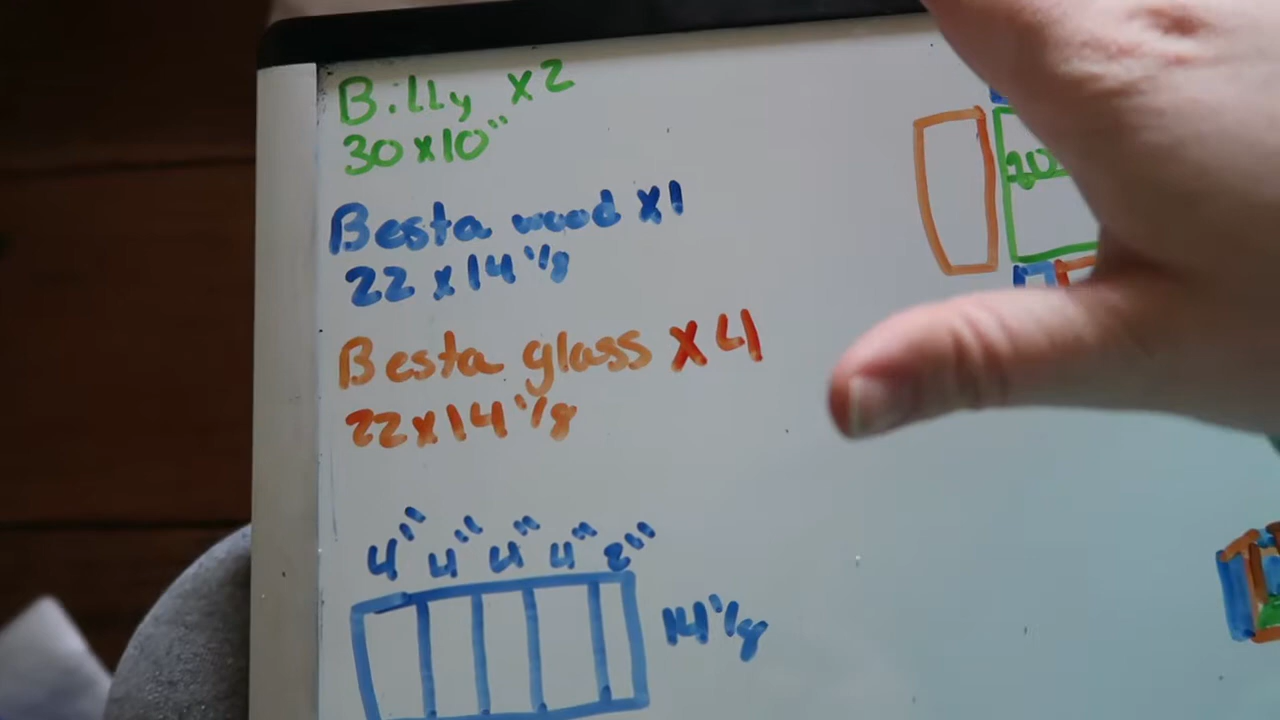 Billy x2
30x10"
Besta wood x1
22 x 14 1/8
Besta glass x4
22x14 1/8
4" 4" 4" 4" 2"
14 1/8